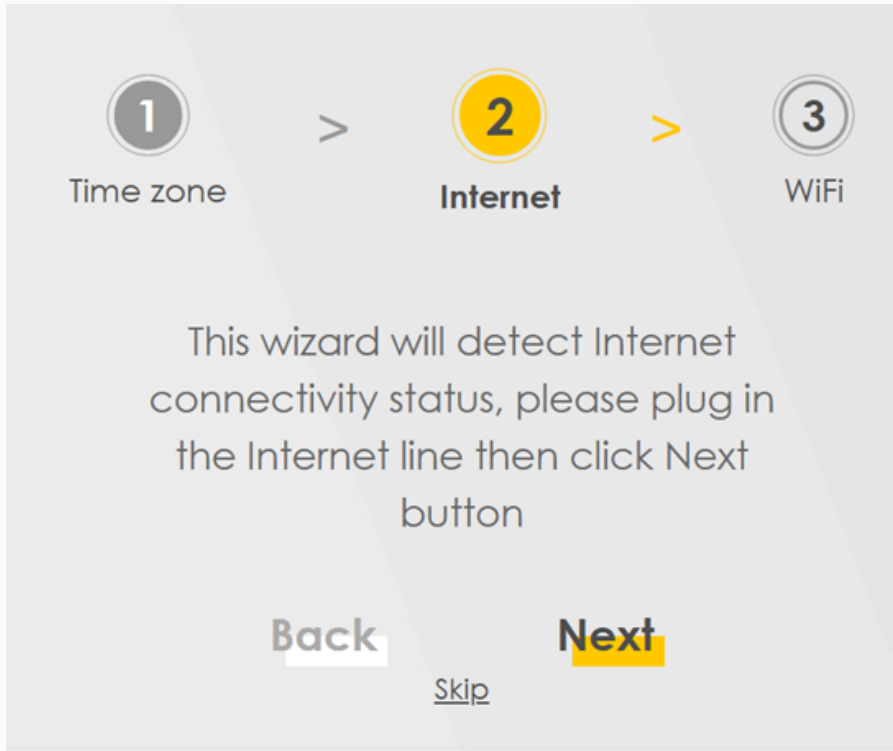 1 > 2 > 3
Time zone Internet WiFi
This wizard will detect Internet
connectivity status, please plug in
the Internet line then click Next
button
Back Next
Skip